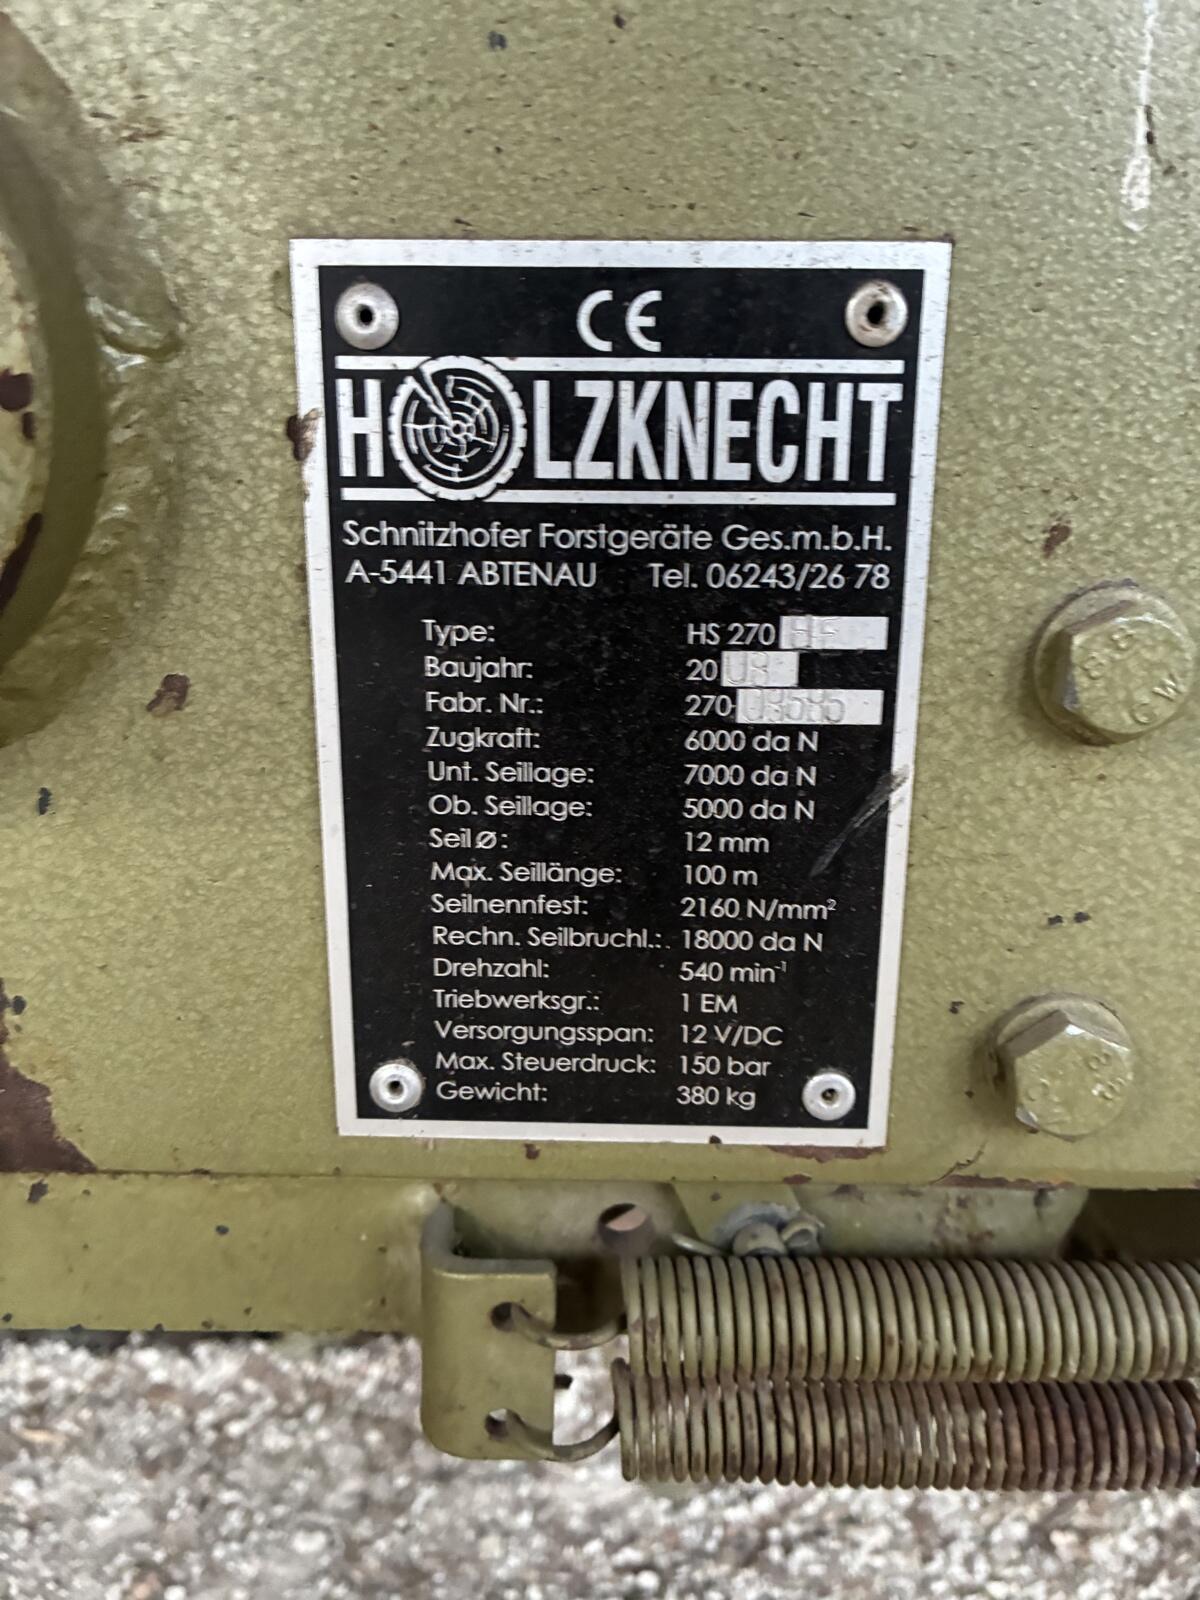 CE
HOLZKNECHT
Schnitzhofer Forstgeräte Ges.m.b.H.
A-5441 ABTENAU Tel. 06243/26 78
Type: HS 270
Baujahr: 20
Fabr. Nr.: 270-
Zugkraft: 6000 da N
Unt. Seillage: 7000 da N
Ob. Seillage: 5000 da N
Seil Ø: 12 mm
Max. Seillänge: 100 m
Seilnennfest: 2160 N/mm²
Rechn. Seilbruchl.: 18000 da N
Drehzahl: 540 min⁻¹
Triebwerksgr.: 1 EM
Versorgungsspan: 12 V/DC
Max. Steuerdruck: 150 bar
Gewicht: 380 kg